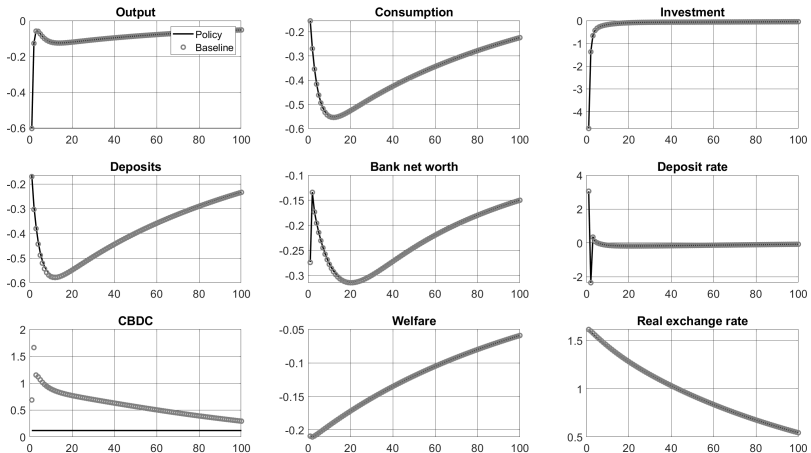 Output
0
-0.2
-0.4
-0.6
0 20 40 60 80 100
Policy
Baseline
Consumption
-0.2
-0.3
-0.4
-0.5
-0.6
0 20 40 60 80 100
Investment
0
-1
-2
-3
-4
0 20 40 60 80 100
Deposits
-0.2
-0.3
-0.4
-0.5
-0.6
0 20 40 60 80 100
Bank net worth
-0.1
-0.15
-0.2
-0.25
-0.3
0 20 40 60 80 100
Deposit rate
4
2
0
-2
0 20 40 60 80 100
CBDC
2
1.5
1
0.5
0
0 20 40 60 80 100
Welfare
-0.05
-0.1
-0.15
-0.2
0 20 40 60 80 100
Real exchange rate
1.5
1
0.5
0 20 40 60 80 100